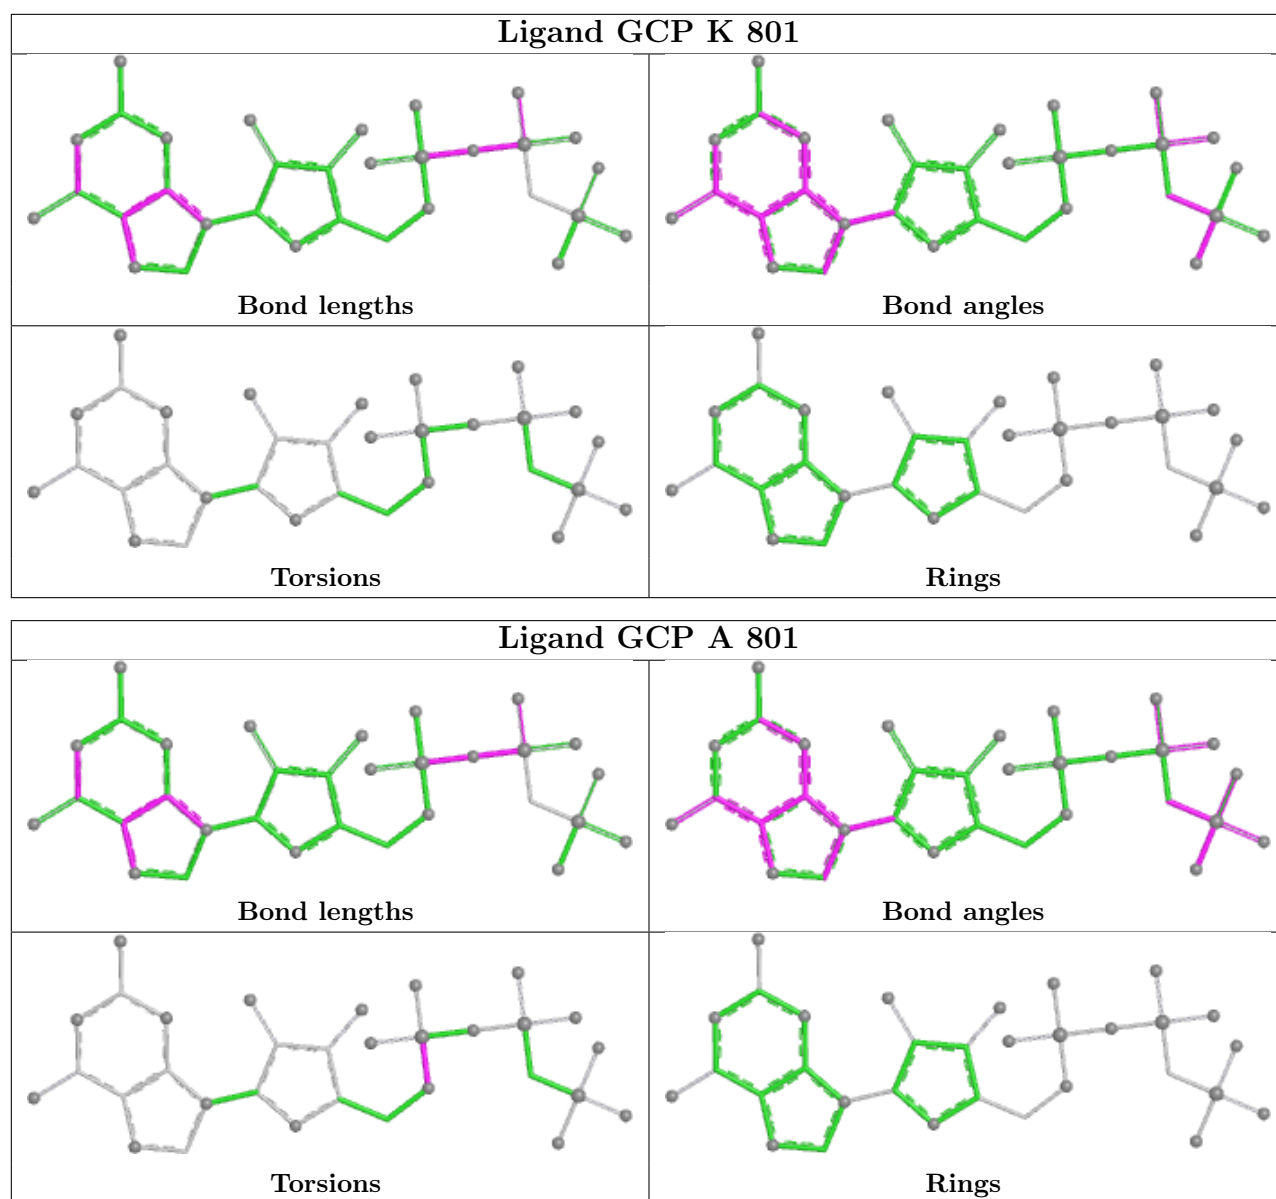 Ligand GCP K 801
Bond lengths
Bond angles
Torsions
Rings
Ligand GCP A 801
Bond lengths
Bond angles
Torsions
Rings